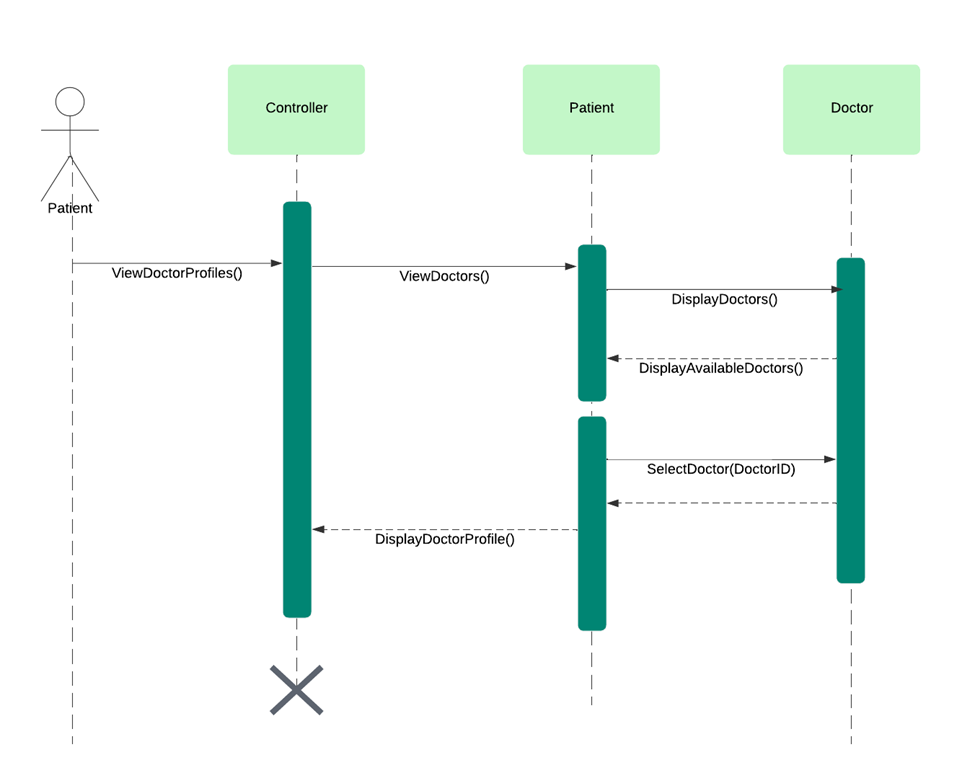 Controller
Patient
Doctor
Patient
ViewDoctorProfiles()
ViewDoctors()
DisplayDoctors()
DisplayAvailableDoctors()
SelectDoctor(DoctorID)
DisplayDoctorProfile()